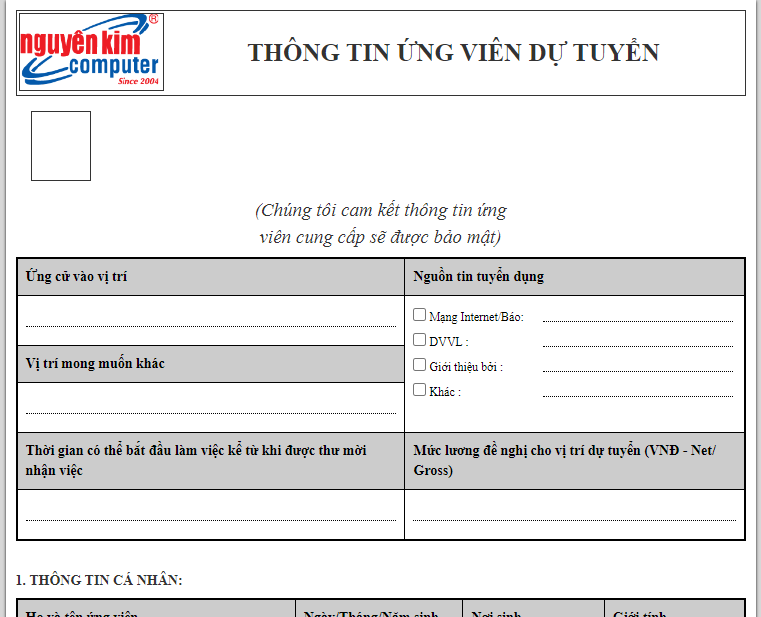 nguyên kim ®
computer
Since 2004
THÔNG TIN ỨNG VIÊN DỰ TUYỂN
(Chúng tôi cam kết thông tin ứng
viên cung cấp sẽ được bảo mật)
Ứng cử vào vị trí
Nguồn tin tuyển dụng
Mạng Internet/Báo:
DVVL :
Giới thiệu bởi :
Khác :
Vị trí mong muốn khác
Thời gian có thể bắt đầu làm việc kể từ khi được thư mời
nhận việc
Mức lương đề nghị cho vị trí dự tuyển (VNĐ - Net/
Gross)
1. THÔNG TIN CÁ NHÂN:
Họ và tên ứng viên
Ngày/Tháng/Năm sinh
Nơi sinh
Giới tính